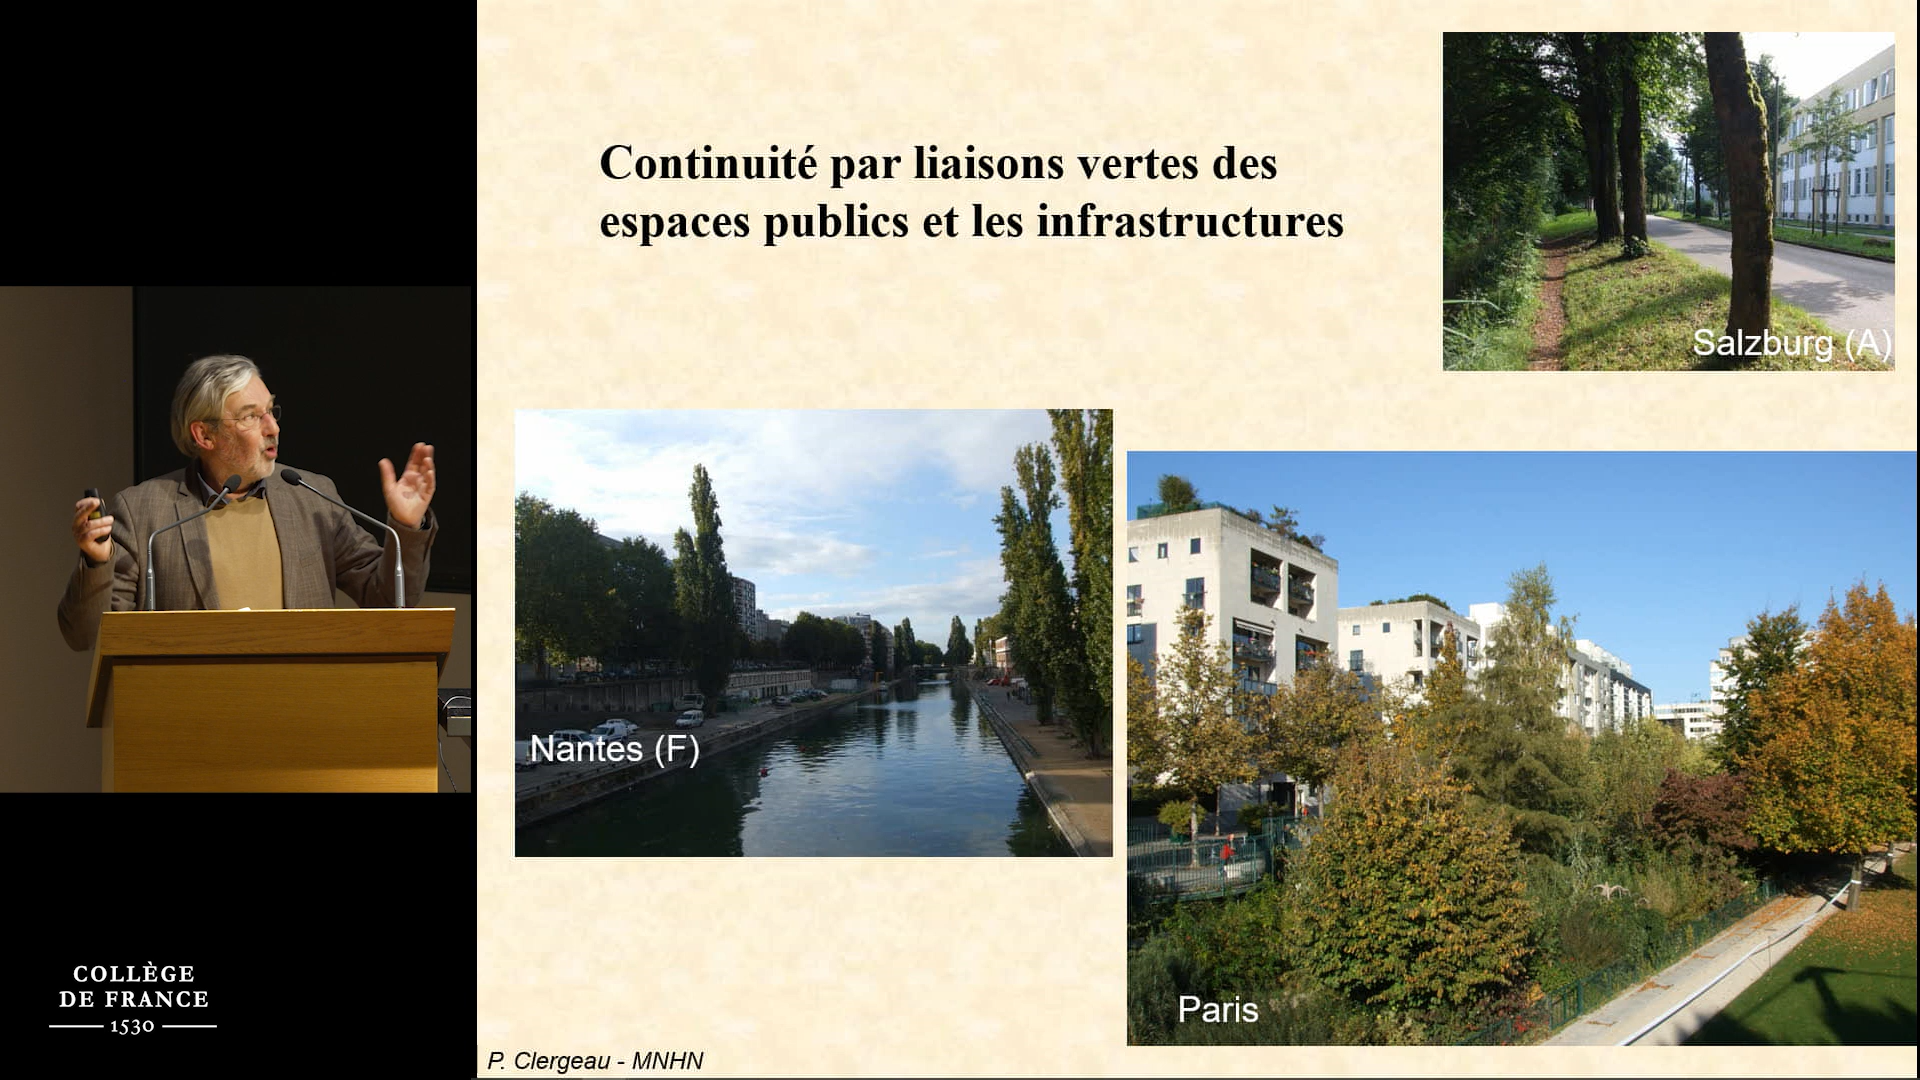 Continuité par liaisons vertes des
espaces publics et les infrastructures
Salzburg (A)
Nantes (F)
Paris
COLLÈGE
DE FRANCE
1530
P. Clergeau - MNHN